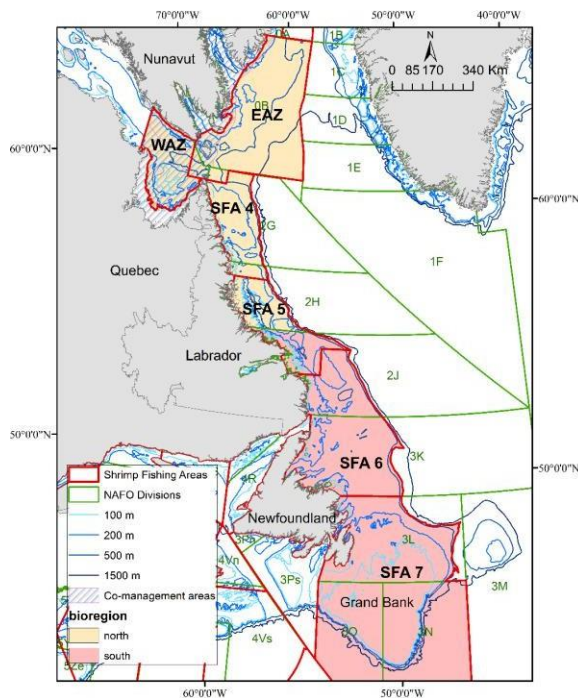 70°0'0"W
60°0'0"W
50°0'0"W
40°0'0"W
Nunavut
0A
1B
1C
N
0 85 170 340 Km
0B
EAZ
1D
WAZ
60°0'0"N
1E
60°0'0"N
SFA 4
2G
1F
Quebec
2H
SFA 5
Labrador
2J
50°0'0"N
50°0'0"N
3K
SFA 6
Shrimp Fishing Areas
NAFO Divisions
100 m
200 m
500 m
1500 m
Co-management areas
bioregion
north
south
4R
Newfoundland
3Pn
4Vn
3L
3Ps
SFA 7
3M
Grand Bank
3O
3N
4Vs
5Ze
60°0'0"W
50°0'0"W
40°0'0"W